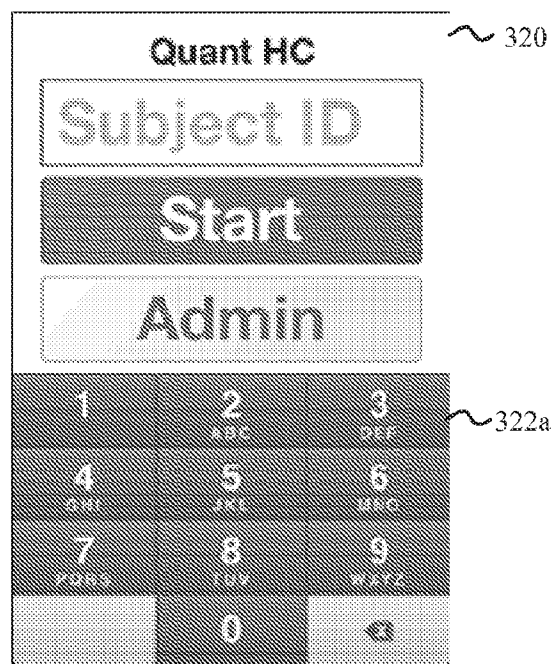 Quant HC
320
Subject ID
Start
Admin
1 2 3
ABC DEF
322a
4 5 6
GHI JKL MNO
7 8 9
PQRS TUV WXYZ
0